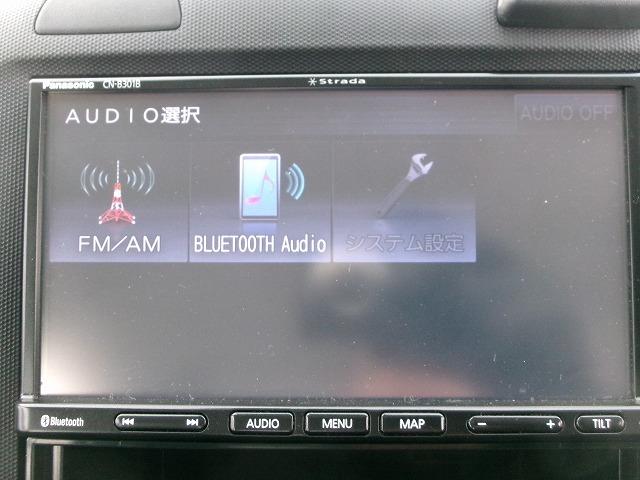 Panasonic CN-B301B
Strada
AUDIO選択
AUDIO OFF
FM/AM
BLUETOOTH Audio
システム設定
Bluetooth
AUDIO
MENU
MAP
− +
TILT